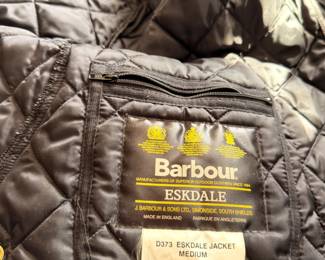 Barbour
MANUFACTURERS OF SUPERIOR OUTDOOR CLOTHING SINCE 1894
ESKDALE
J. BARBOUR & SONS LTD., SIMONSIDE, SOUTH SHIELDS,
MADE IN ENGLAND FABRIQUE EN ANGLETERRE
D373 ESKDALE JACKET
MEDIUM